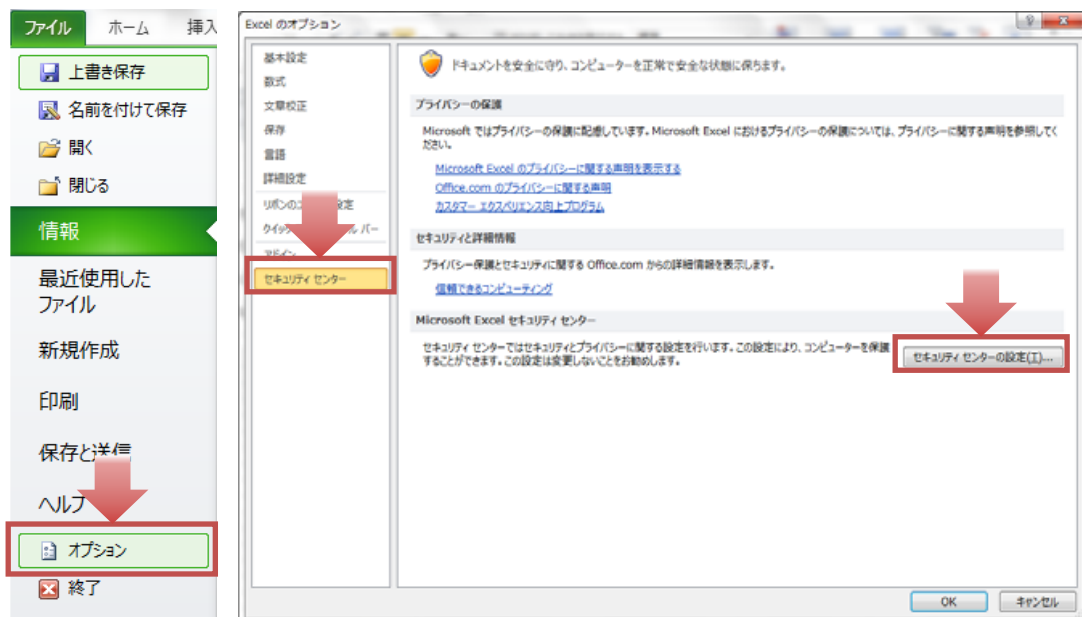 ファイル ホーム 挿入
上書き保存
名前を付けて保存
開く
閉じる
情報
最近使用した
ファイル
新規作成
印刷
保存と送信
ヘルプ
オプション
終了
Excel のオプション
基本設定
数式
文章校正
保存
言語
詳細設定
リボンの
クイック
アドイン
セキュリティ センター
ドキュメントを安全に守り、コンピューターを正常で安全な状態に保ちます。
プライバシーの保護
Microsoft ではプライバシーの保護に配慮しています。Microsoft Excel におけるプライバシーの保護については、プライバシーに関する声明を参照してく
ださい。
Microsoft Excel のプライバシーに関する声明を表示する
Office.com のプライバシーに関する声明
カスタマー エクスペリエンス向上プログラム
セキュリティと詳細情報
プライバシー保護とセキュリティに関する Office.com からの詳細情報を表示します。
信頼できるコンピューティング
Microsoft Excel セキュリティ センター
セキュリティ センターではセキュリティとプライバシーに関する設定を行います。この設定により、コンピューターを保護
することができます。この設定は変更しないことをお勧めします。
セキュリティ センターの設定(T)...
OK キャンセル